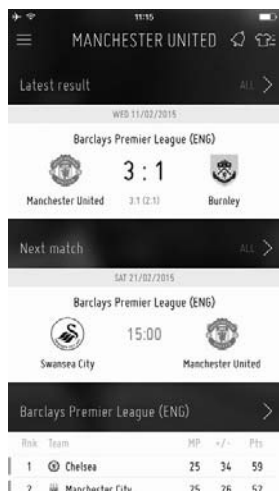 11:15
MANCHESTER UNITED
Latest result ALL
WED 11/02/2015
Barclays Premier League (ENG)
3 : 1
Manchester United 3:1 (2:1) Burnley
Next match ALL
SAT 21/02/2015
Barclays Premier League (ENG)
15:00
Swansea City Manchester United
Barclays Premier League (ENG)
Rnk Team MP +/- Pts
1 Chelsea 25 34 59
2 Manchester City 25 26 52